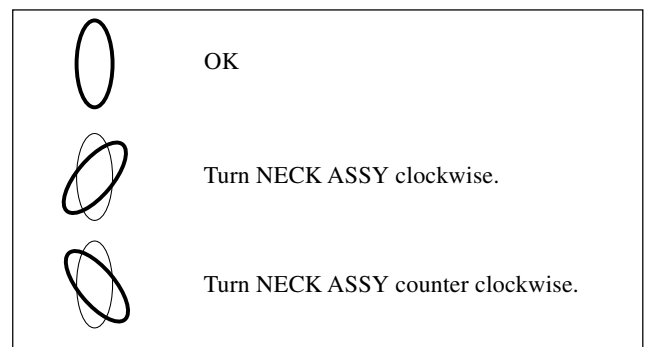 OK
Turn NECK ASSY clockwise.
Turn NECK ASSY counter clockwise.